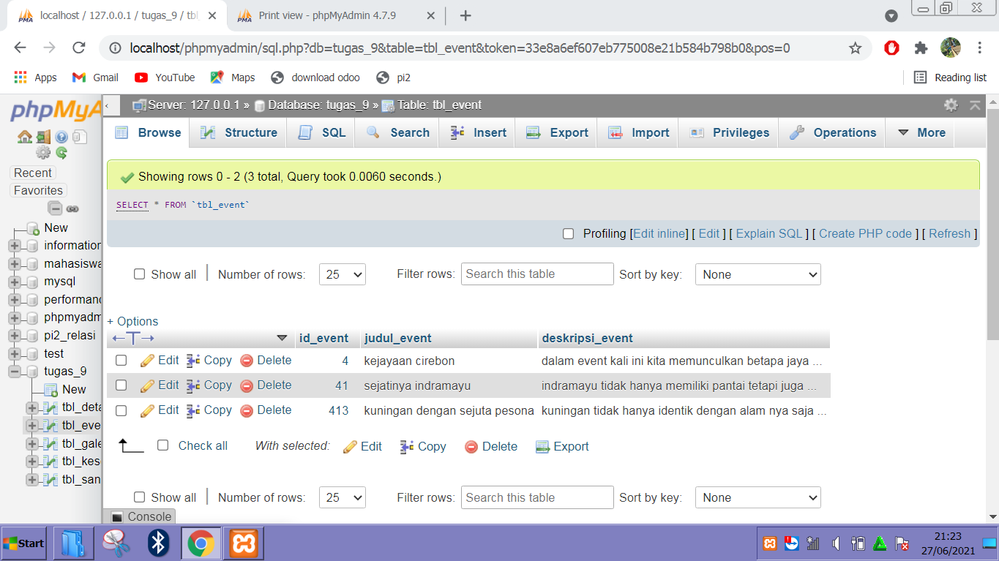 localhost / 127.0.0.1 / tugas_9 / tbl
Print view - phpMyAdmin 4.7.9
localhost/phpmyadmin/sql.php?db=tugas_9&table=tbl_event&token=33e8a6ef607eb775008e21b584b798b0&pos=0
Apps Gmail YouTube Maps download odoo pi2 Reading list
phpMyA
Server: 127.0.0.1 » Database: tugas_9 » Table: tbl_event
Browse Structure SQL Search Insert Export Import Privileges Operations More
Recent
Favorites
New
information
mahasiswa
mysql
performanc
phpmyadm
pi2_relasi
test
tugas_9
New
tbl_deta
tbl_eve
tbl_gale
tbl_kes
tbl_san
Showing rows 0 - 2 (3 total, Query took 0.0060 seconds.)
SELECT * FROM `tbl_event`
Profiling [Edit inline] [ Edit ] [ Explain SQL ] [ Create PHP code ] [ Refresh ]
Show all Number of rows: 25 Filter rows: Search this table Sort by key: None
+ Options
←T→ id_event judul_event deskripsi_event
Edit Copy Delete 4 kejayaan cirebon dalam event kali ini kita memunculkan betapa jaya ...
Edit Copy Delete 41 sejatinya indramayu indramayu tidak hanya memiliki pantai tetapi juga ...
Edit Copy Delete 413 kuningan dengan sejuta pesona kuningan tidak hanya identik dengan alam nya saja ...
Check all With selected: Edit Copy Delete Export
Show all Number of rows: 25 Filter rows: Search this table Sort by key: None
Console
Start
21:23
27/06/2021